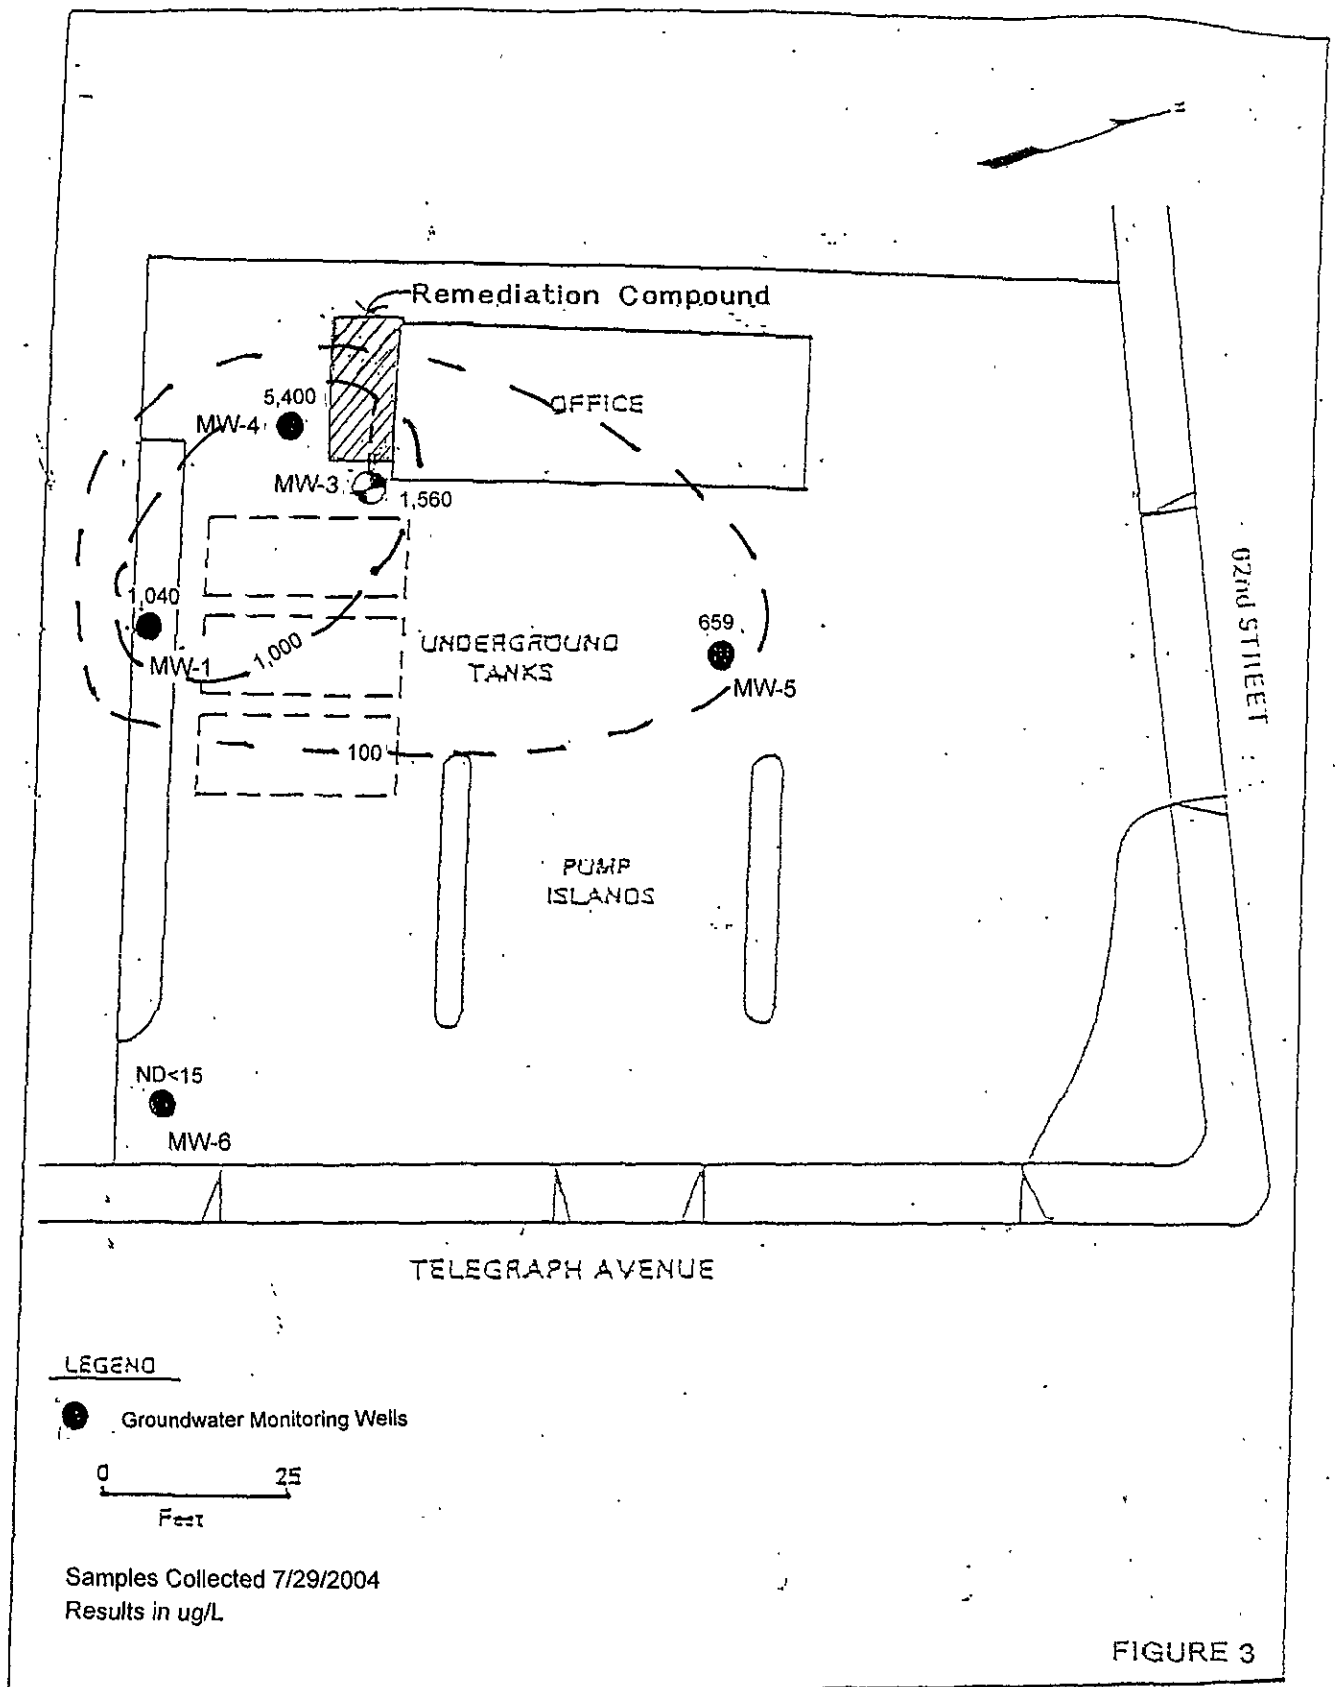 Remediation Compound
5,400
OFFICE
MW-4
MW-3
1,560
1,040
UNDERGROUND
TANKS
659
MW-1
1,000
MW-5
100
PUMP
ISLANDS
62nd STREET
ND<15
MW-6
TELEGRAPH AVENUE
LEGEND
Groundwater Monitoring Wells
0 25
Feet
Samples Collected 7/29/2004
Results in ug/L
FIGURE 3